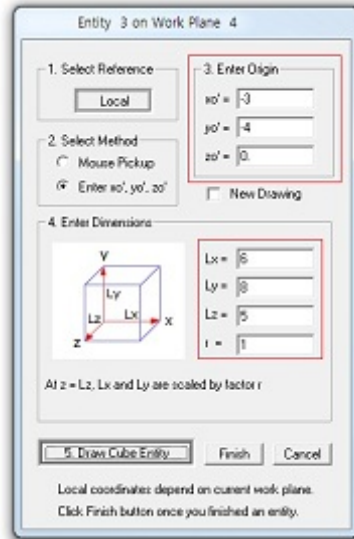 Entity 3 on Work Plane 4
1. Select Reference
Local
2. Select Method
Mouse Pickup
Enter xo', yo', zo'
3. Enter Origin
xo' = -3
yo' = -4
zo' = 0.
New Drawing
4. Enter Dimensions
y
Ly
Lz
Lx
x
z
Lx = 6
Ly = 8
Lz = 5
r = 1
At z = Lz, Lx and Ly are scaled by factor r
5. Draw Cube Entity
Finish
Cancel
Local coordinates depend on current work plane.
Click Finish button once you finished an entity.